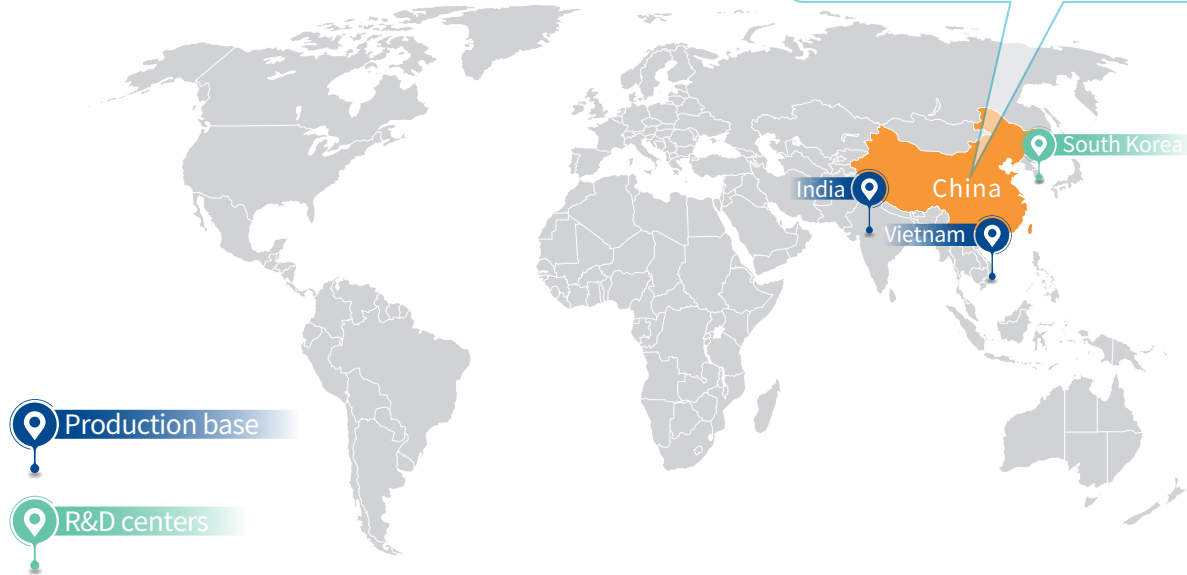 South Korea
India
China
Vietnam
Production base
R&D centers